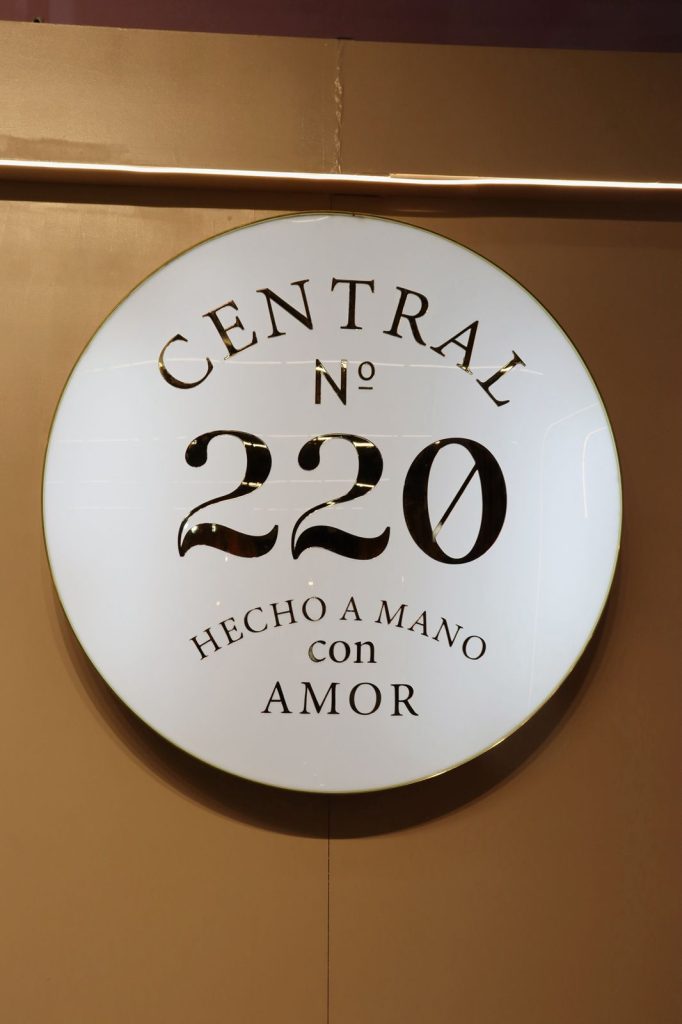 CENTRAL
Nº
220
HECHO A MANO
con
AMOR